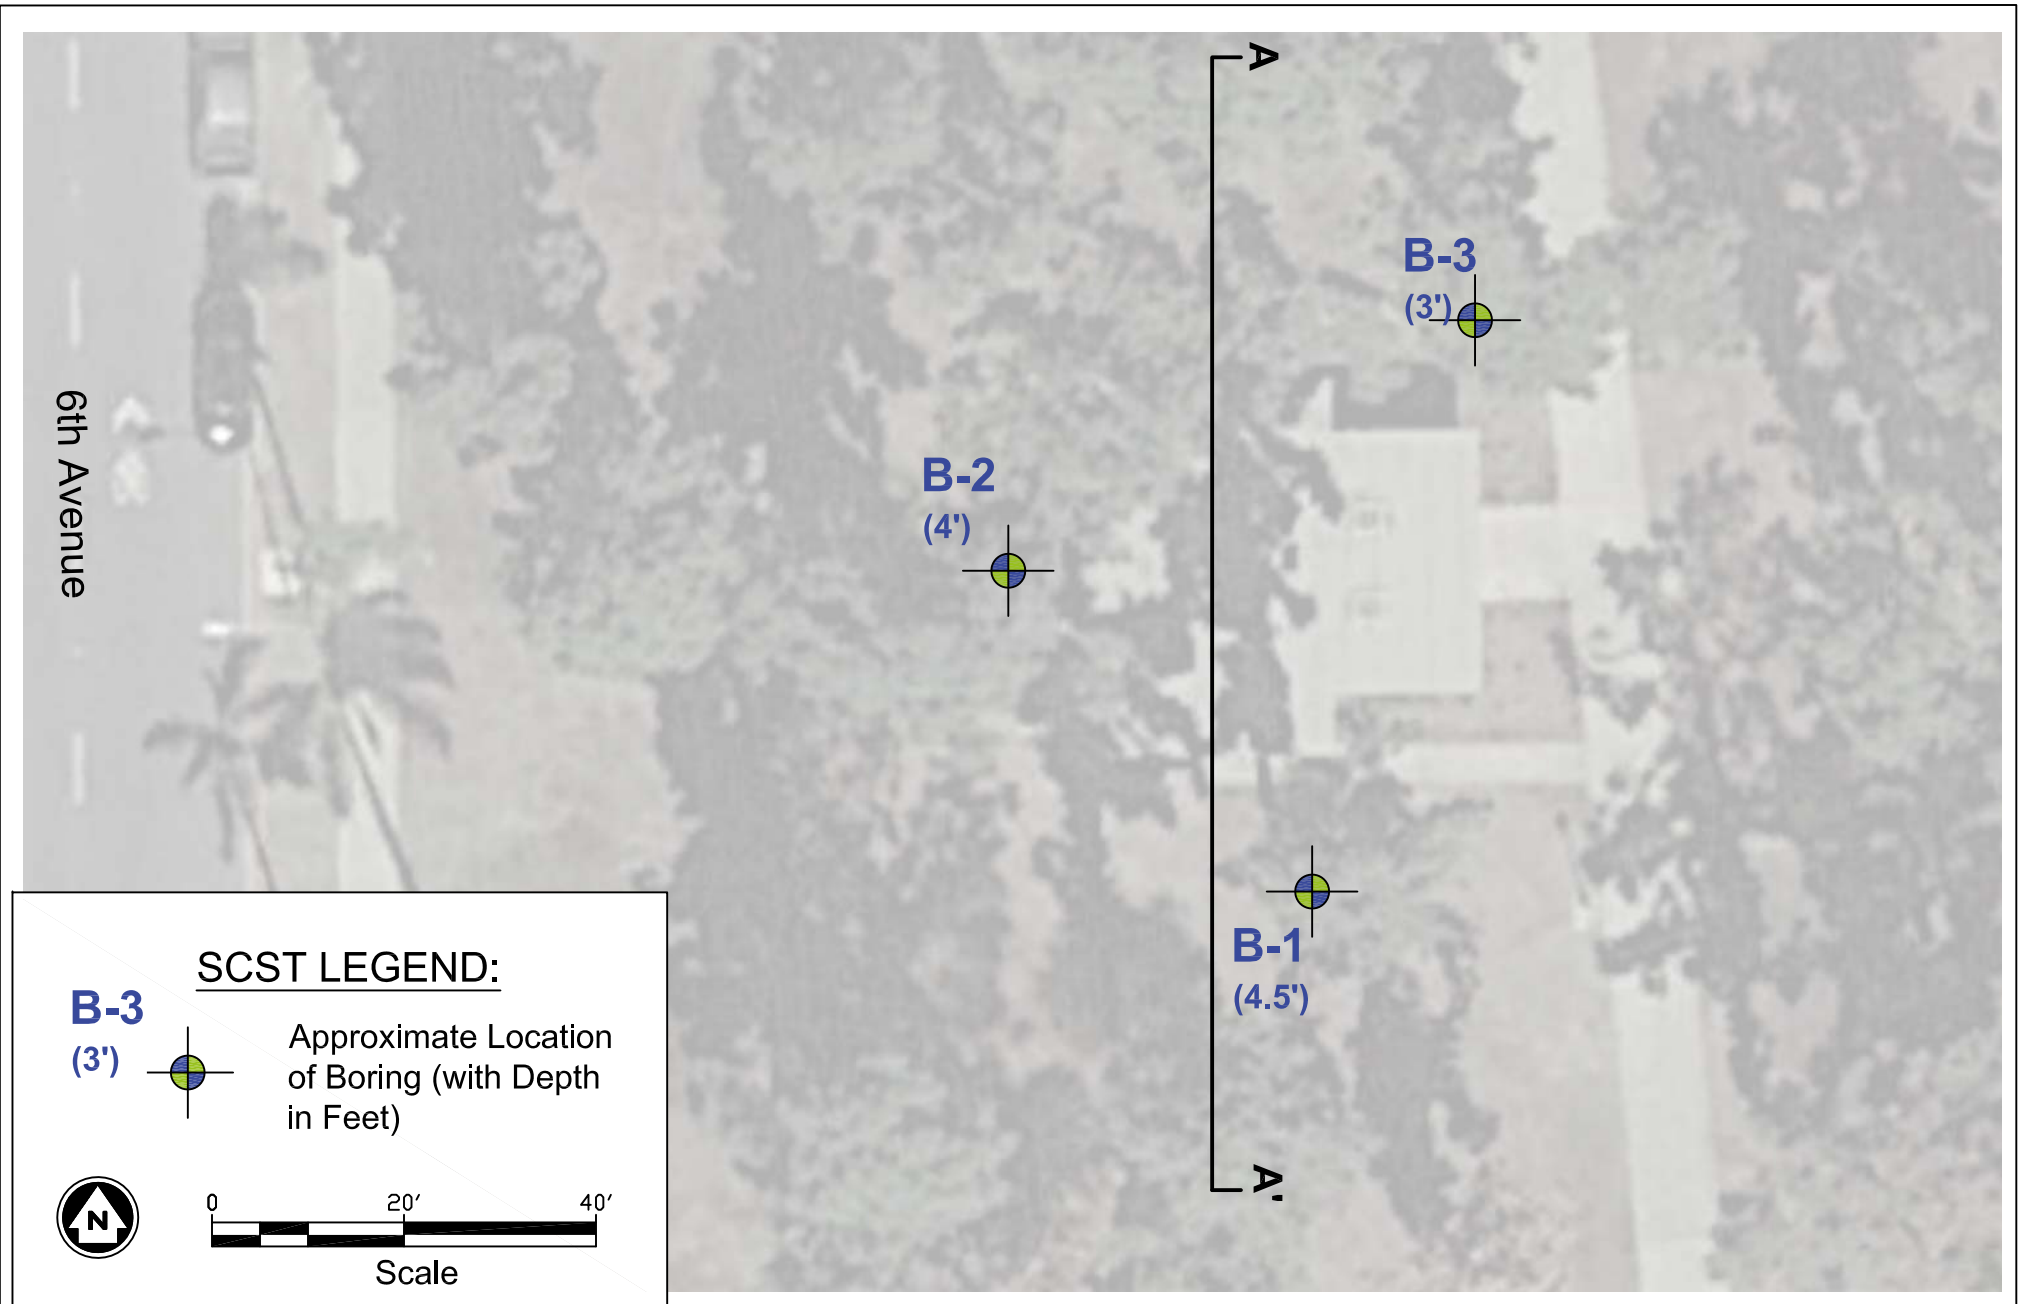 A
B-3
(3')
6th Avenue
B-2
(4')
B-1
(4.5')
A'
SCST LEGEND:
B-3
(3')
Approximate Location
of Boring (with Depth
in Feet)
N
0 20' 40'
Scale